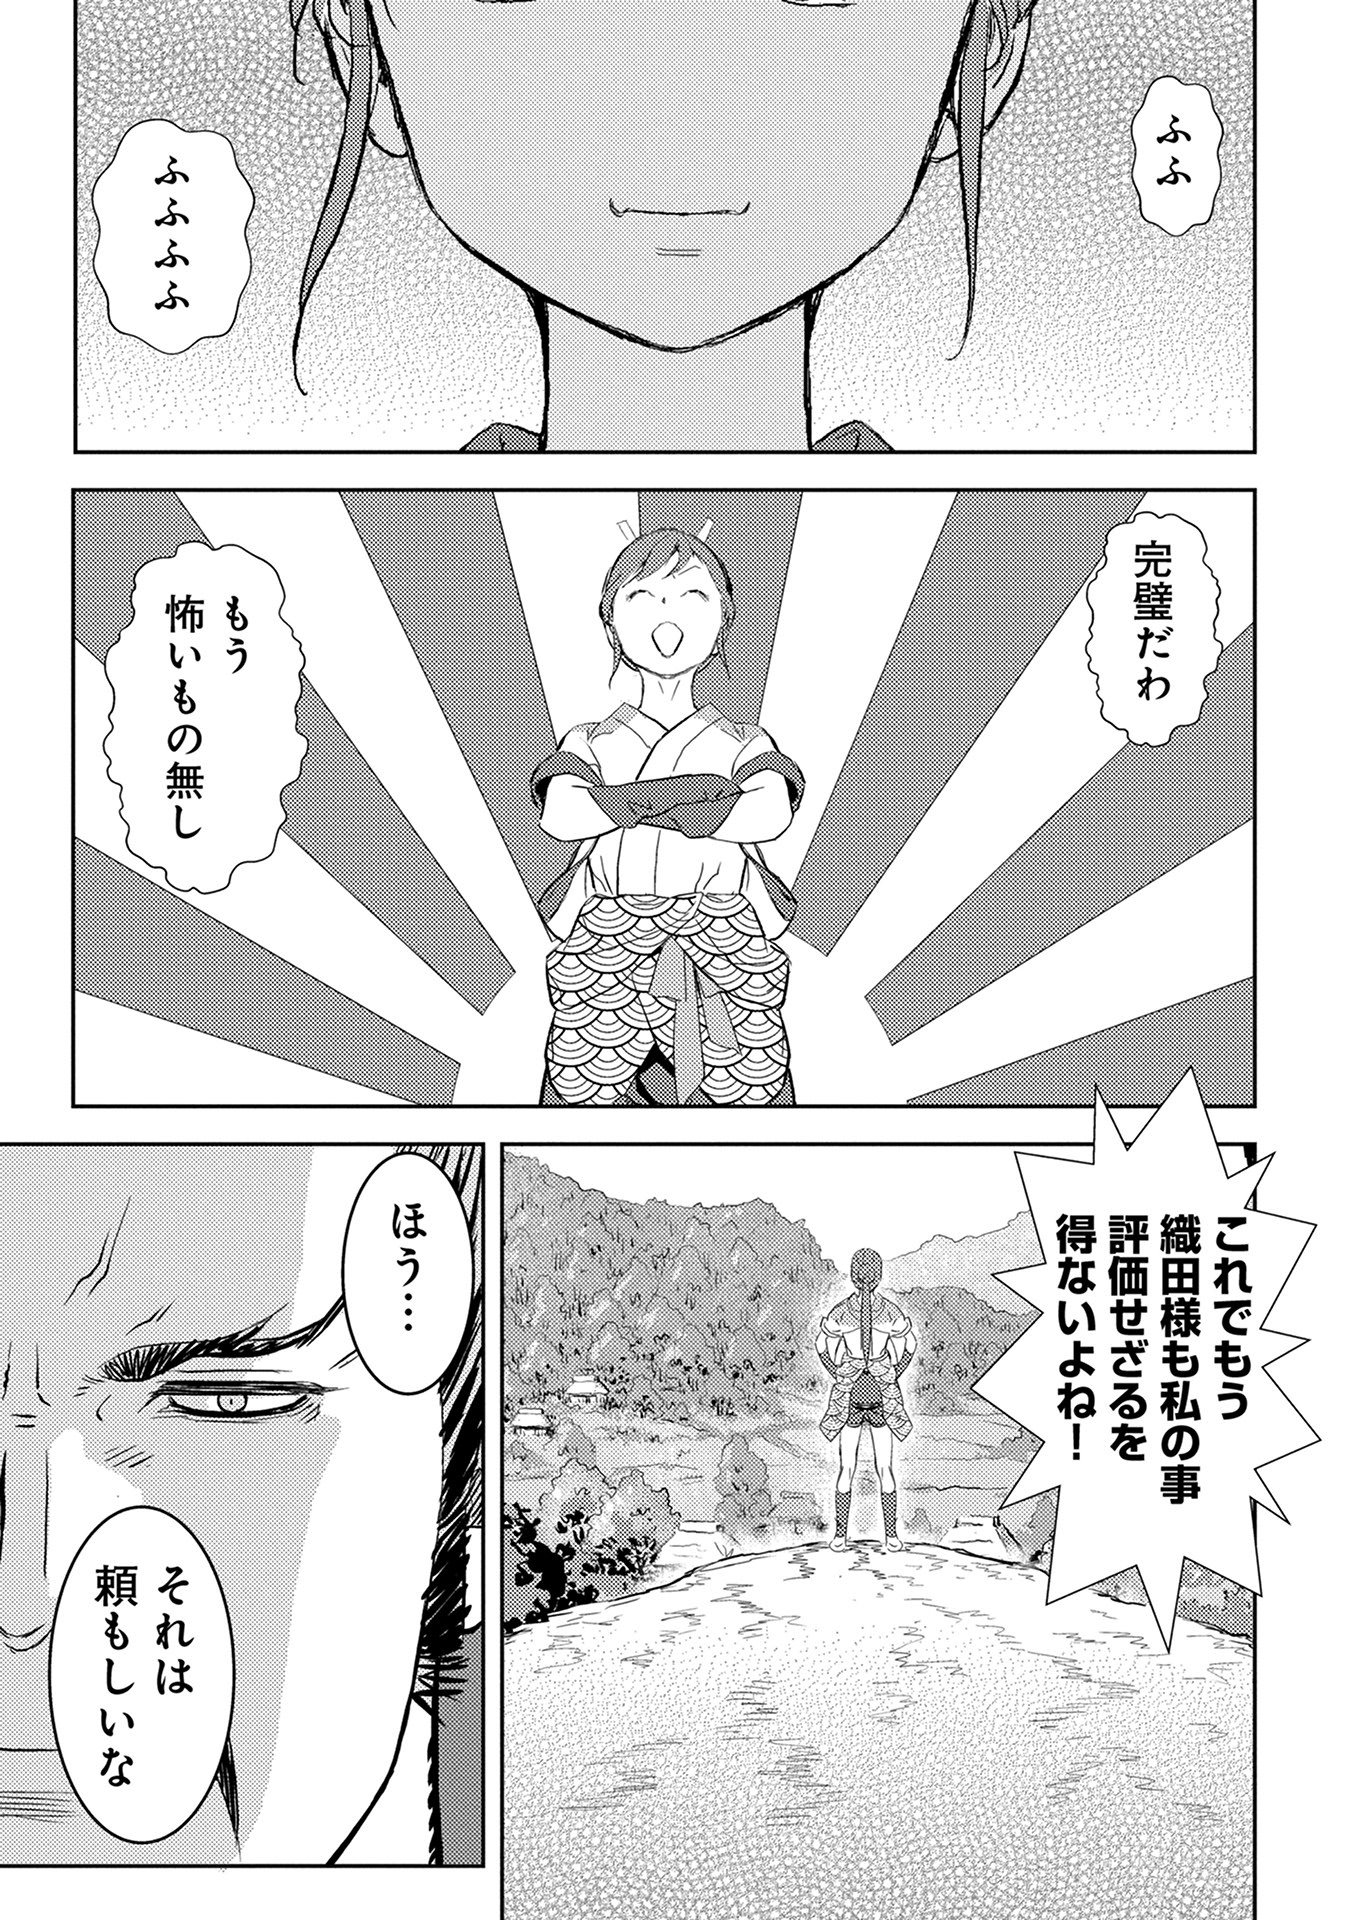 ふふ
ふふふふ
完璧だわ
もう
怖いもの無し
これでもう
織田様も私の事
評価せざるを
得ないよね！
ほう…
それは
頼もしいな